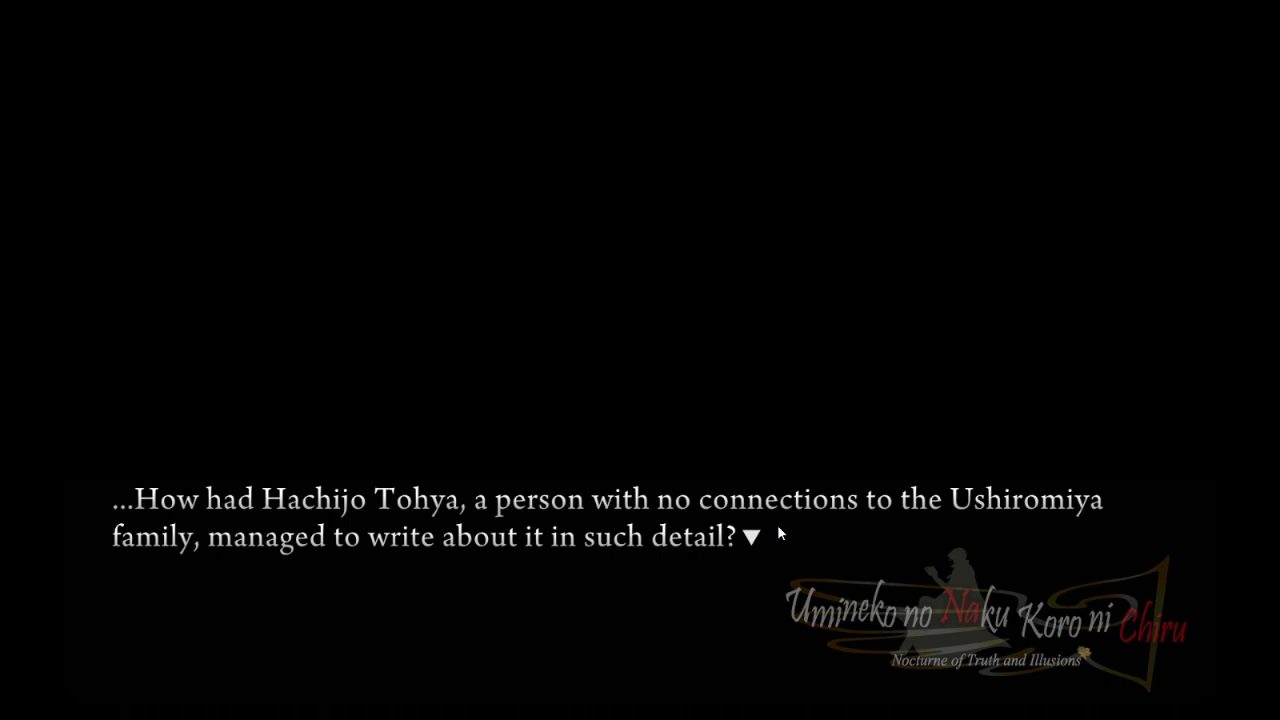 ...How had Hachijo Tohya, a person with no connections to the Ushiromiya
family, managed to write about it in such detail?
Umineko no Naku Koro ni Chiru
Nocturne of Truth and Illusions